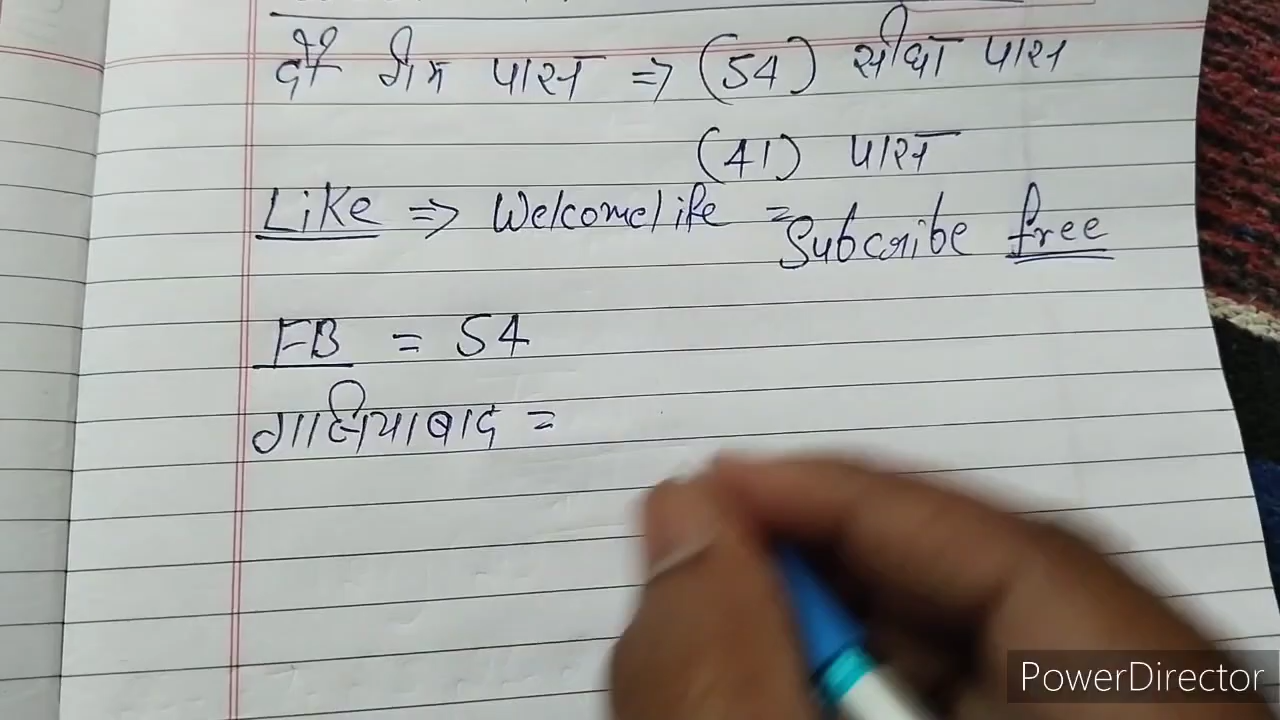 दो गेम पास => (54) सीधा पास
(41) पास
Like => Welcomelife = Subcribe free
FB = 54
गाजियाबाद =
PowerDirector